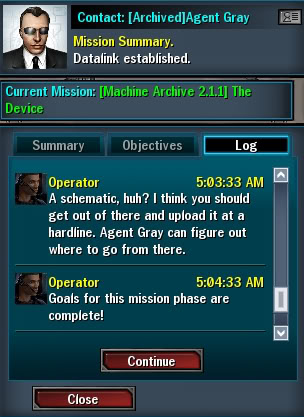 Contact: [Archived]Agent Gray
Mission Summary.
Datalink established.
Current Mission: [Machine Archive 2.1.1] The
Device
Summary
Objectives
Log
Operator 5:03:33 AM
A schematic, huh? I think you should
get out of there and upload it at a
hardline. Agent Gray can figure out
where to go from there.
Operator 5:04:33 AM
Goals for this mission phase are
complete!
Continue
Close